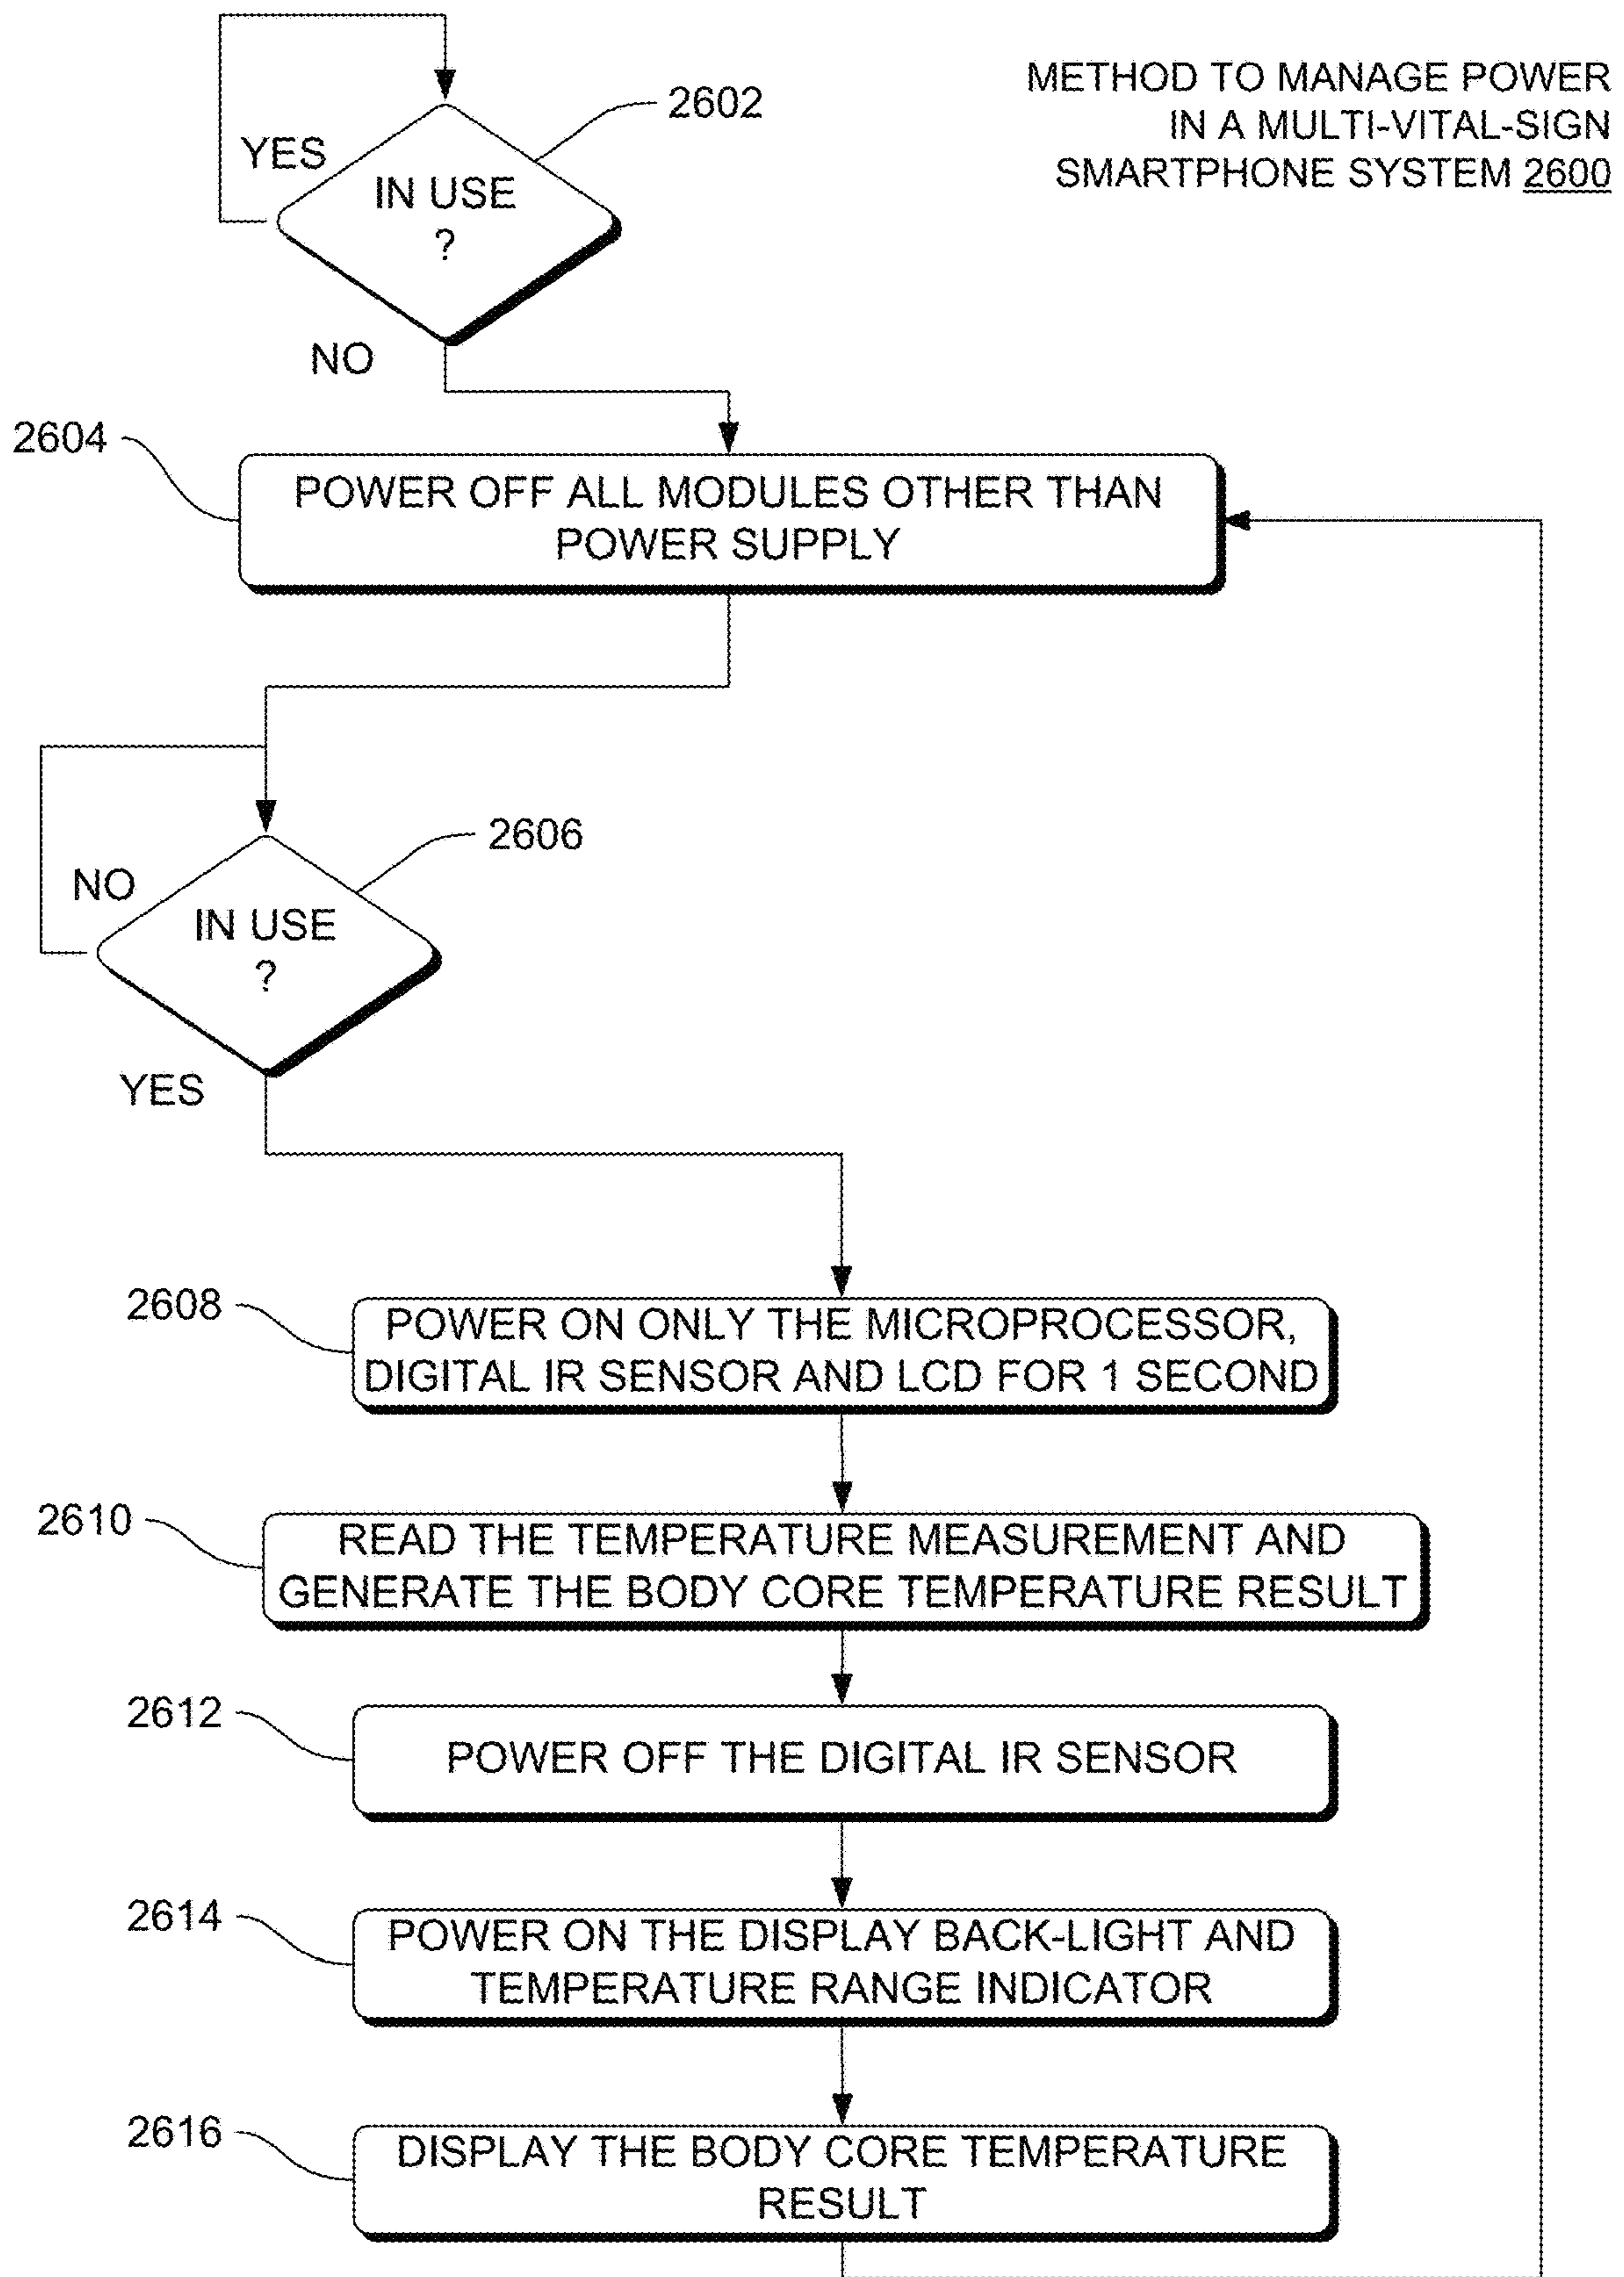 METHOD TO MANAGE POWER
IN A MULTI-VITAL-SIGN
SMARTPHONE SYSTEM 2600
2602
YES
IN USE
?
NO
2604
POWER OFF ALL MODULES OTHER THAN
POWER SUPPLY
2606
NO
IN USE
?
YES
2608
POWER ON ONLY THE MICROPROCESSOR,
DIGITAL IR SENSOR AND LCD FOR 1 SECOND
2610
READ THE TEMPERATURE MEASUREMENT AND
GENERATE THE BODY CORE TEMPERATURE RESULT
2612
POWER OFF THE DIGITAL IR SENSOR
2614
POWER ON THE DISPLAY BACK-LIGHT AND
TEMPERATURE RANGE INDICATOR
2616
DISPLAY THE BODY CORE TEMPERATURE
RESULT